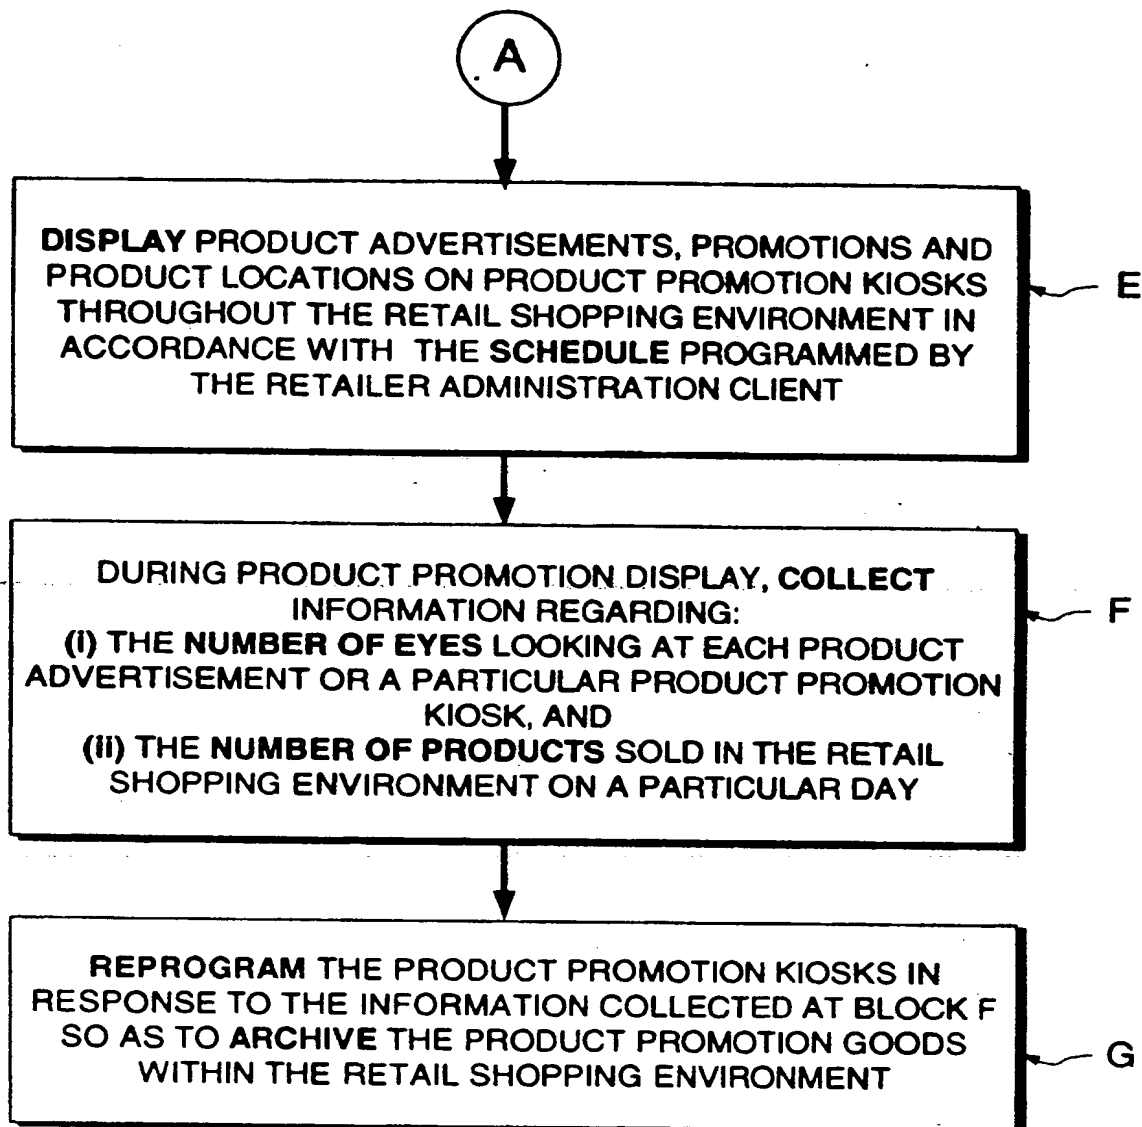 A
DISPLAY PRODUCT ADVERTISEMENTS, PROMOTIONS AND
PRODUCT LOCATIONS ON PRODUCT PROMOTION KIOSKS
THROUGHOUT THE RETAIL SHOPPING ENVIRONMENT IN
ACCORDANCE WITH THE SCHEDULE PROGRAMMED BY
THE RETAILER ADMINISTRATION CLIENT
E
DURING PRODUCT PROMOTION DISPLAY, COLLECT
INFORMATION REGARDING:
(i) THE NUMBER OF EYES LOOKING AT EACH PRODUCT
ADVERTISEMENT OR A PARTICULAR PRODUCT PROMOTION
KIOSK, AND
(ii) THE NUMBER OF PRODUCTS SOLD IN THE RETAIL
SHOPPING ENVIRONMENT ON A PARTICULAR DAY
F
REPROGRAM THE PRODUCT PROMOTION KIOSKS IN
RESPONSE TO THE INFORMATION COLLECTED AT BLOCK F
SO AS TO ARCHIVE THE PRODUCT PROMOTION GOODS
WITHIN THE RETAIL SHOPPING ENVIRONMENT
G